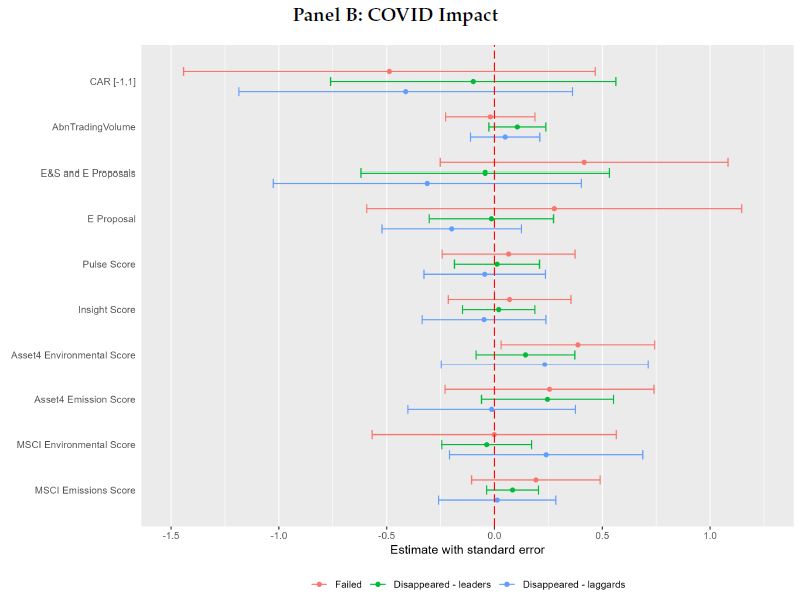 Panel B: COVID Impact
CAR [-1,1]
AbnTradingVolume
E&S and E Proposals
E Proposal
Pulse Score
Insight Score
Asset4 Environmental Score
Asset4 Emission Score
MSCI Environmental Score
MSCI Emissions Score
-1.5 -1.0 -0.5 0.0 0.5 1.0
Estimate with standard error
Failed Disappeared - leaders Disappeared - laggards